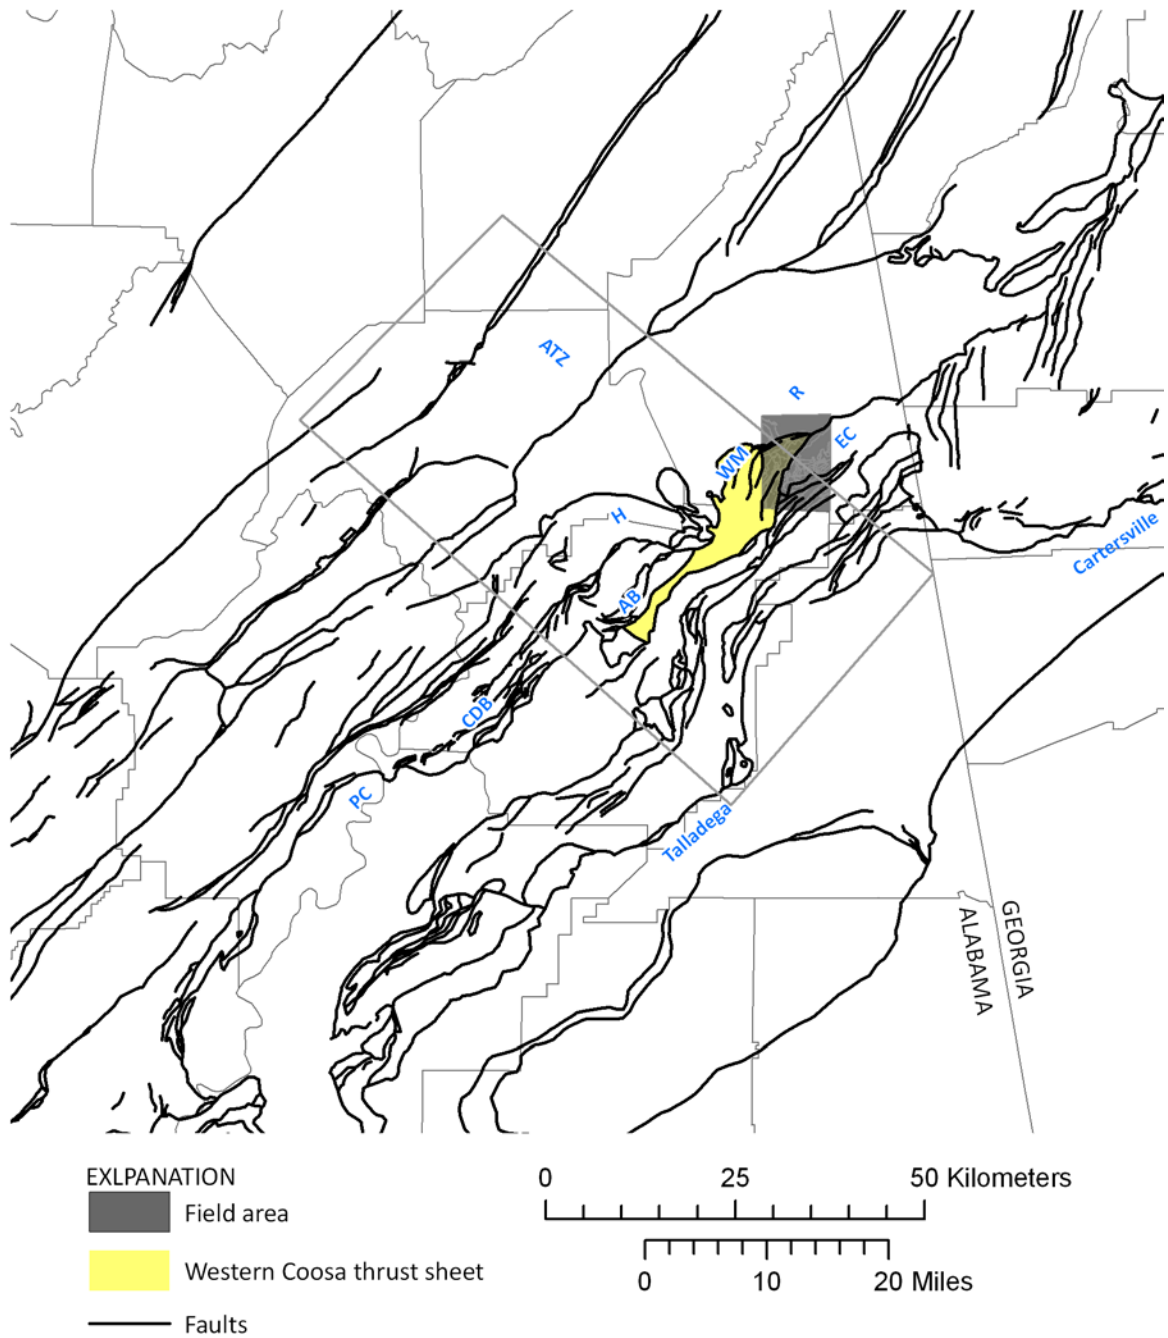 ATZ
R
EC
WM
H
AB
Cartersville
CDB
PC
Talladega
GEORGIA
ALABAMA
EXLPANATION
Field area
Western Coosa thrust sheet
Faults
0 25 50 Kilometers
0 10 20 Miles